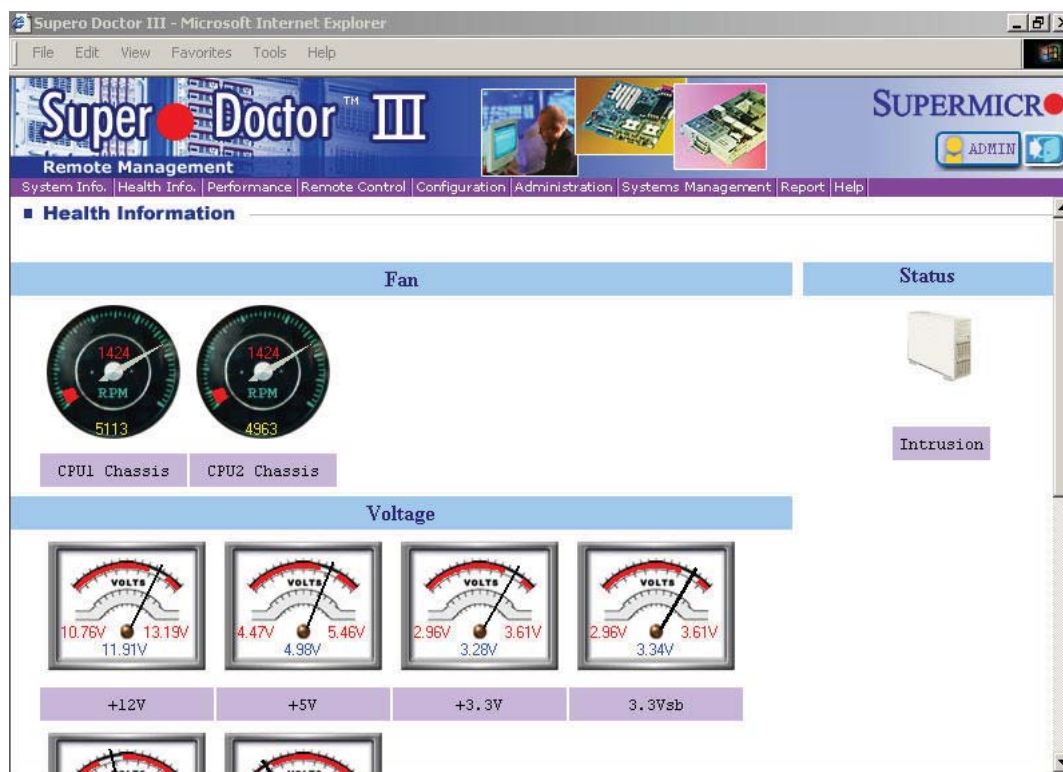 Supero Doctor III - Microsoft Internet Explorer
File Edit View Favorites Tools Help
Super Doctor ™ III
Remote Management
SUPERMICR
ADMIN
System Info. Health Info. Performance Remote Control Configuration Administration Systems Management Report Help
Health Information
Fan
Status
1424
RPM
5113
1424
RPM
4963
CPU1 Chassis
CPU2 Chassis
Intrusion
Voltage
VOLTS
10.76V 13.19V
11.91V
VOLTS
4.47V 5.46V
4.98V
VOLTS
2.96V 3.61V
3.28V
VOLTS
2.96V 3.61V
3.34V
+12V
+5V
+3.3V
3.3Vsb